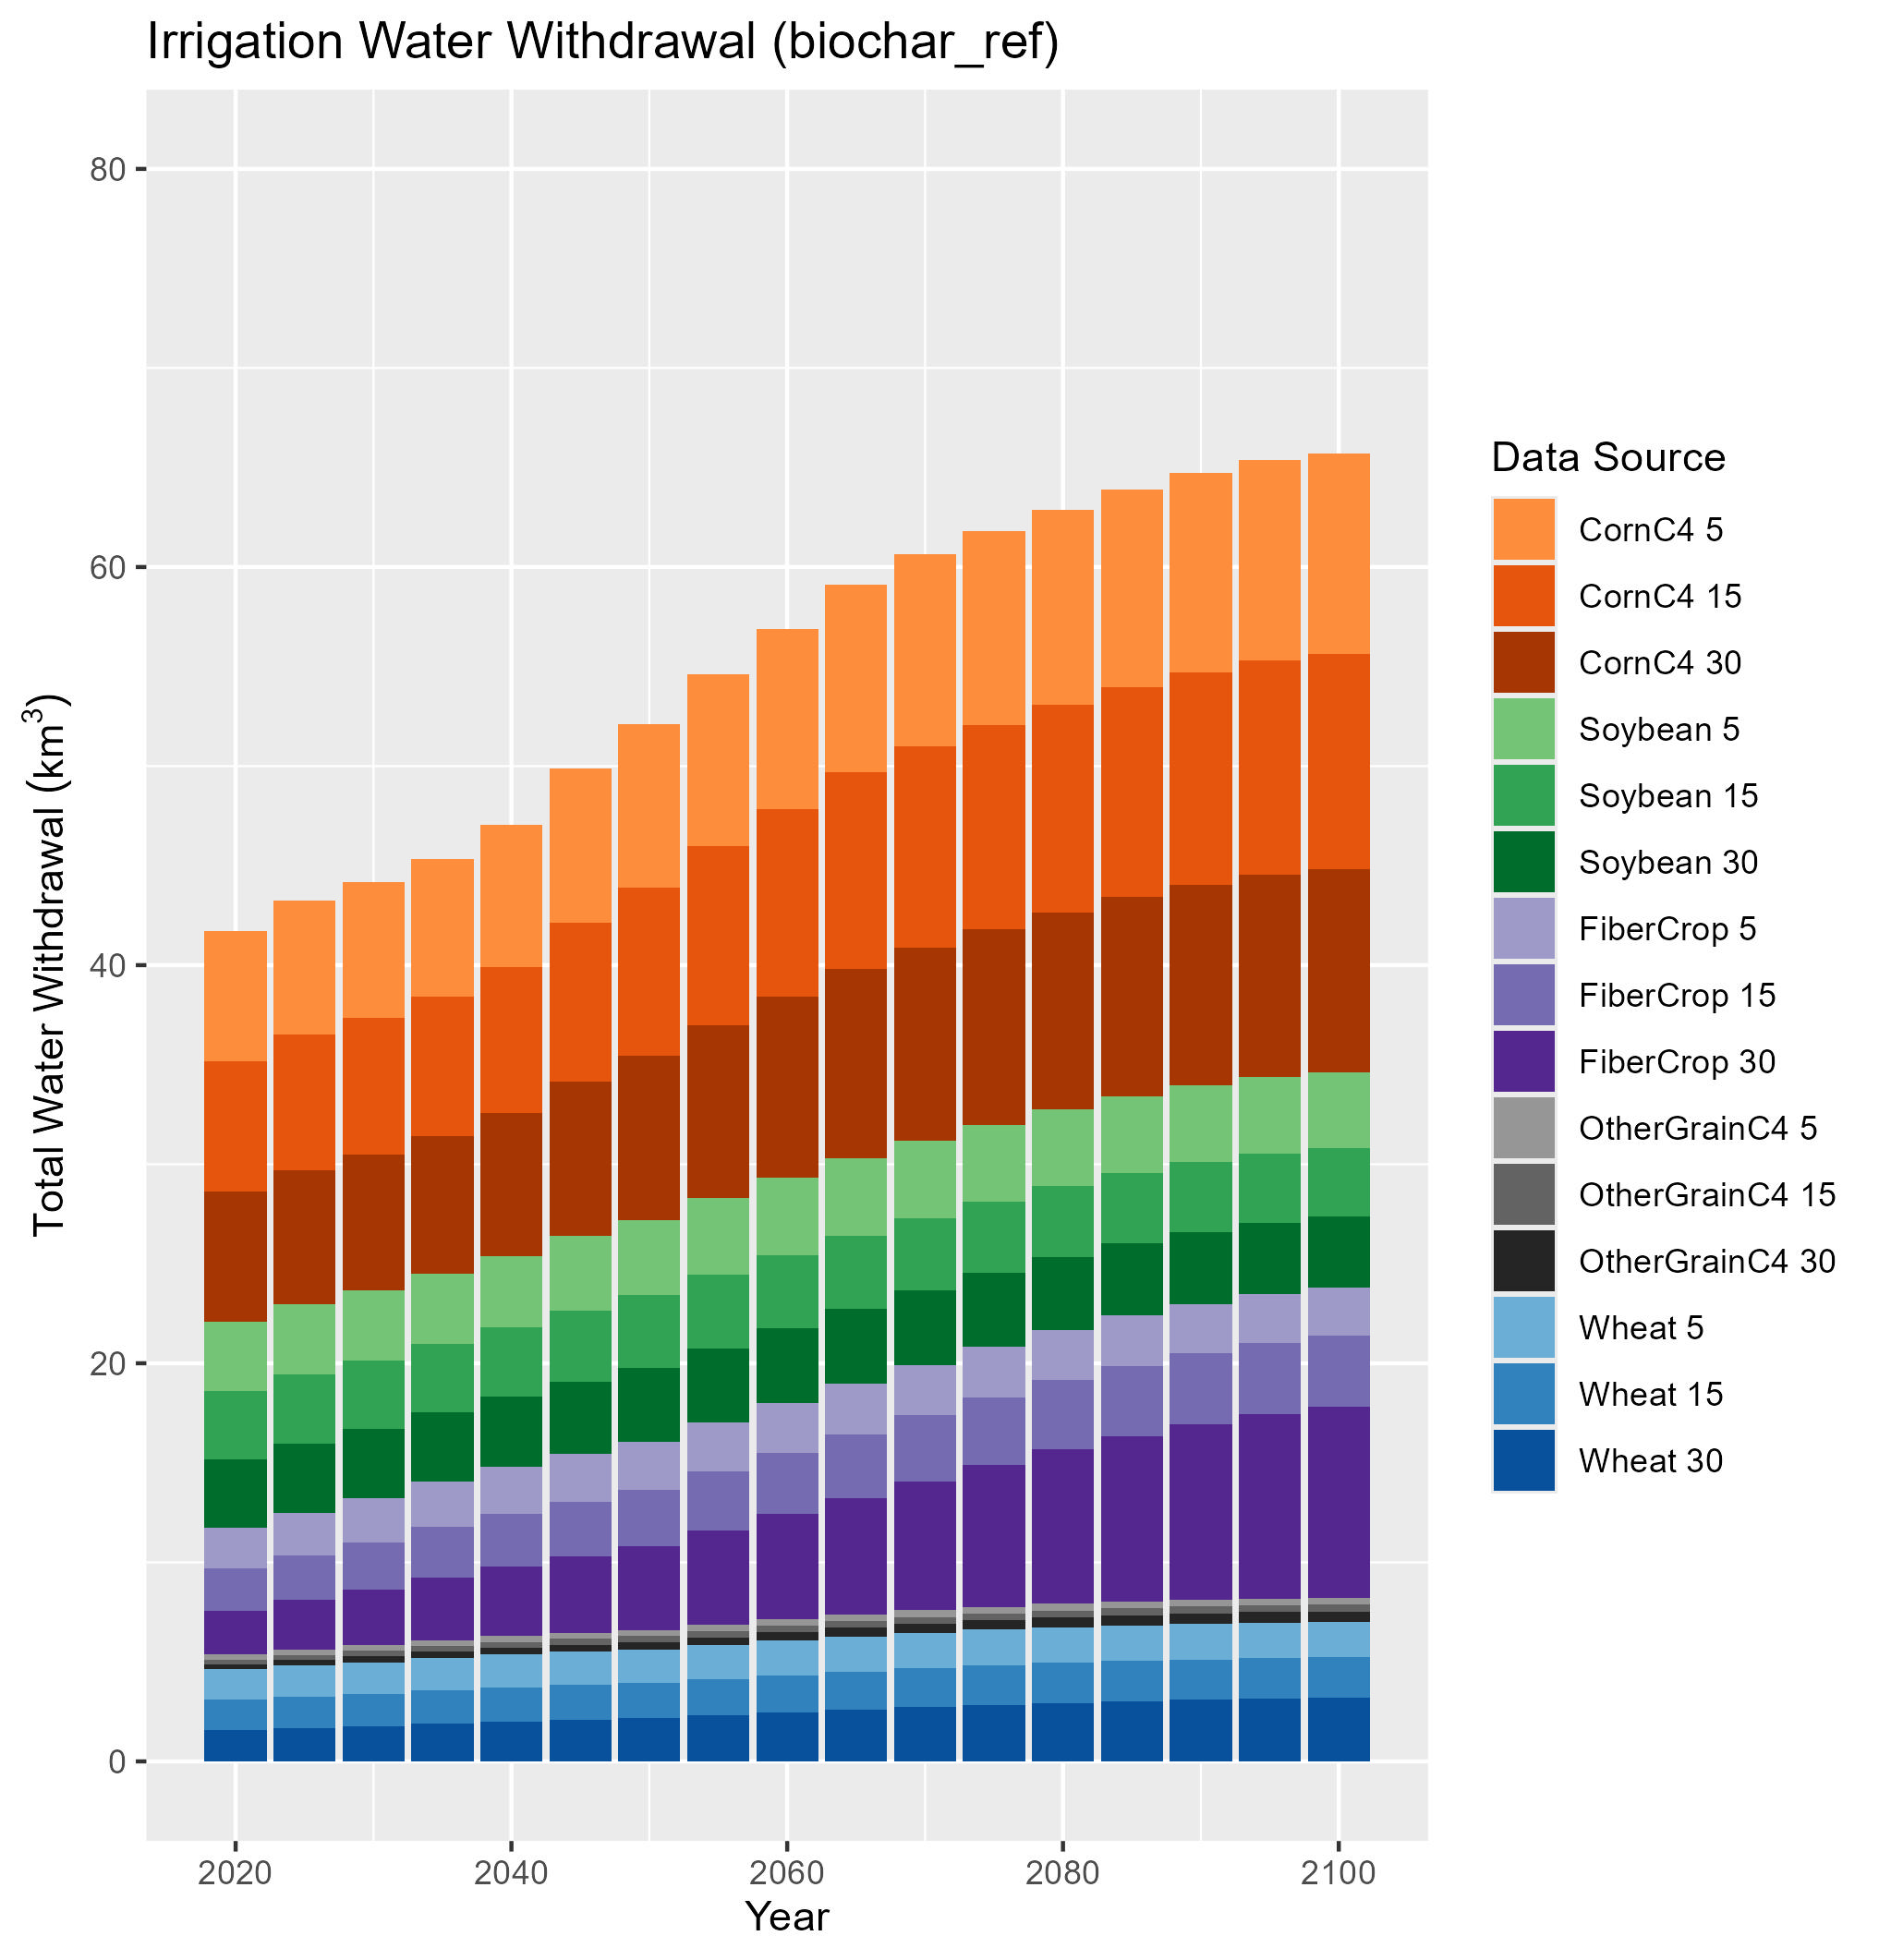 Irrigation Water Withdrawal (biochar_ref)
Total Water Withdrawal (km³)
80
60
40
20
0
2020 2040 2060 2080 2100
Year
Data Source
CornC4 5
CornC4 15
CornC4 30
Soybean 5
Soybean 15
Soybean 30
FiberCrop 5
FiberCrop 15
FiberCrop 30
OtherGrainC4 5
OtherGrainC4 15
OtherGrainC4 30
Wheat 5
Wheat 15
Wheat 30